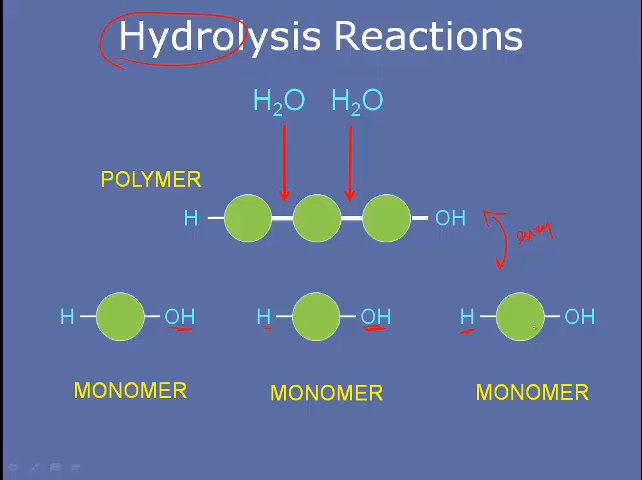 Hydrolysis Reactions
H₂O H₂O
POLYMER
H OH
H OH H OH H OH
MONOMER MONOMER MONOMER